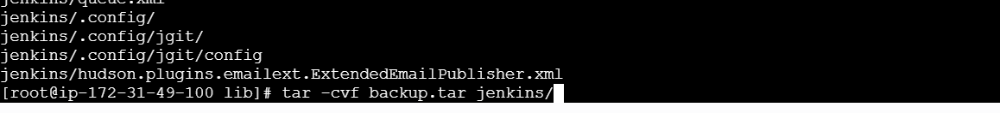 jenkins/queue.xml
jenkins/.config/
jenkins/.config/jgit/
jenkins/.config/jgit/config
jenkins/hudson.plugins.emailext.ExtendedEmailPublisher.xml
[root@ip-172-31-49-100 lib]# tar -cvf backup.tar jenkins/